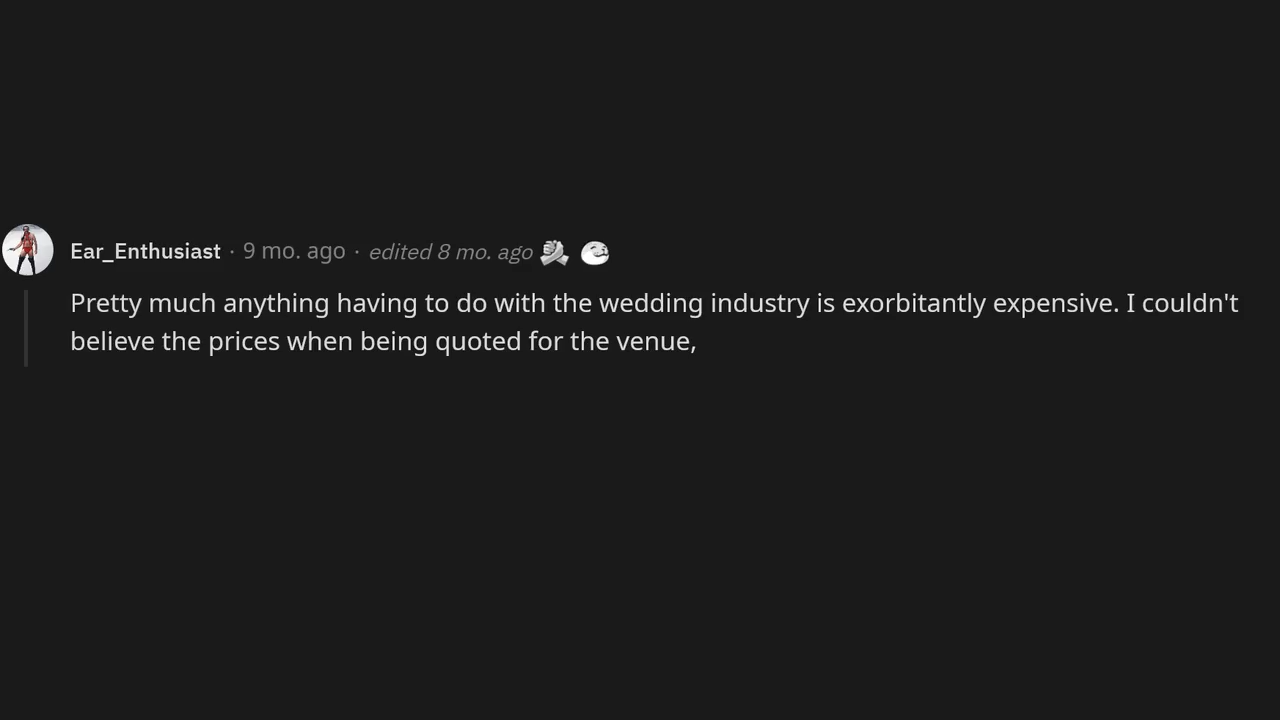 Ear_Enthusiast · 9 mo. ago · edited 8 mo. ago
Pretty much anything having to do with the wedding industry is exorbitantly expensive. I couldn't
believe the prices when being quoted for the venue,